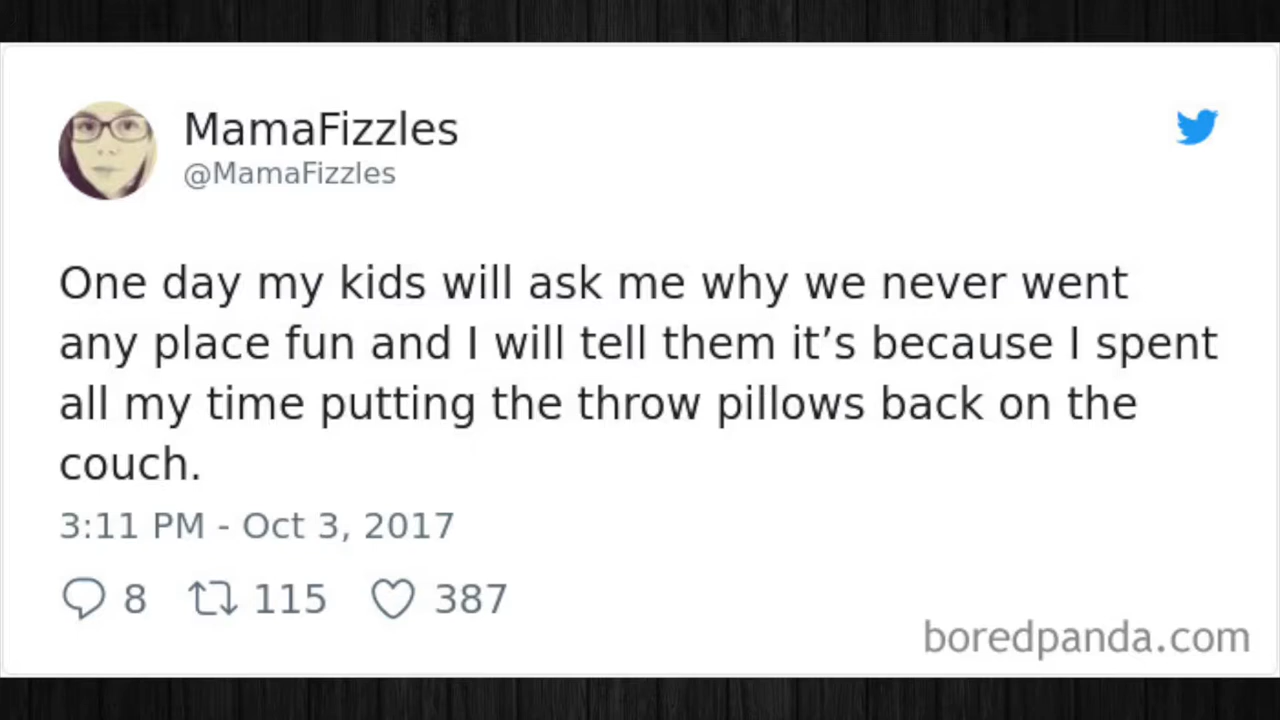 MamaFizzles
@MamaFizzles
One day my kids will ask me why we never went
any place fun and I will tell them it’s because I spent
all my time putting the throw pillows back on the
couch.
3:11 PM - Oct 3, 2017
8 115 387
boredpanda.com